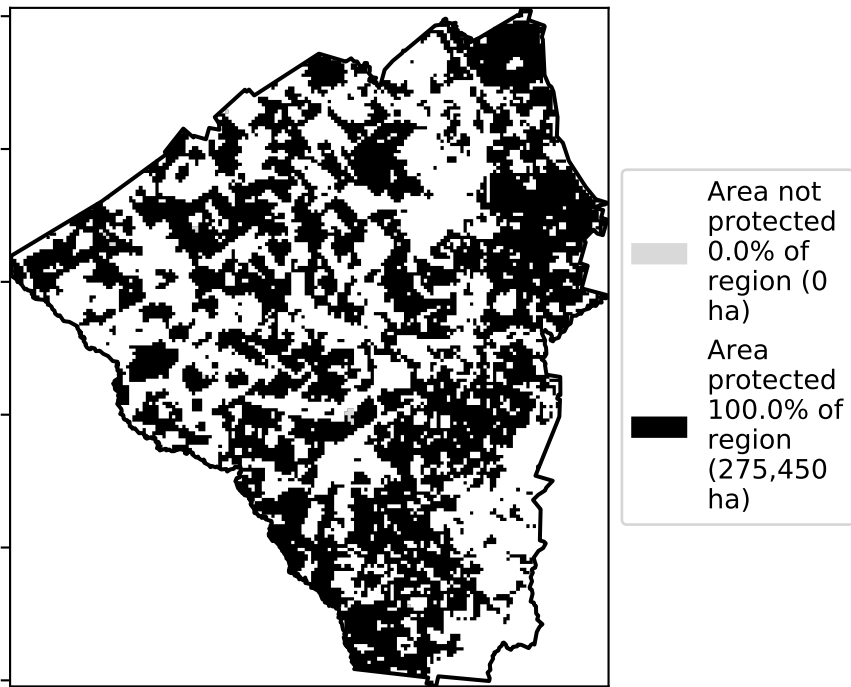 Area not
protected
0.0% of
region (0
ha)
Area
protected
100.0% of
region
(275,450
ha)